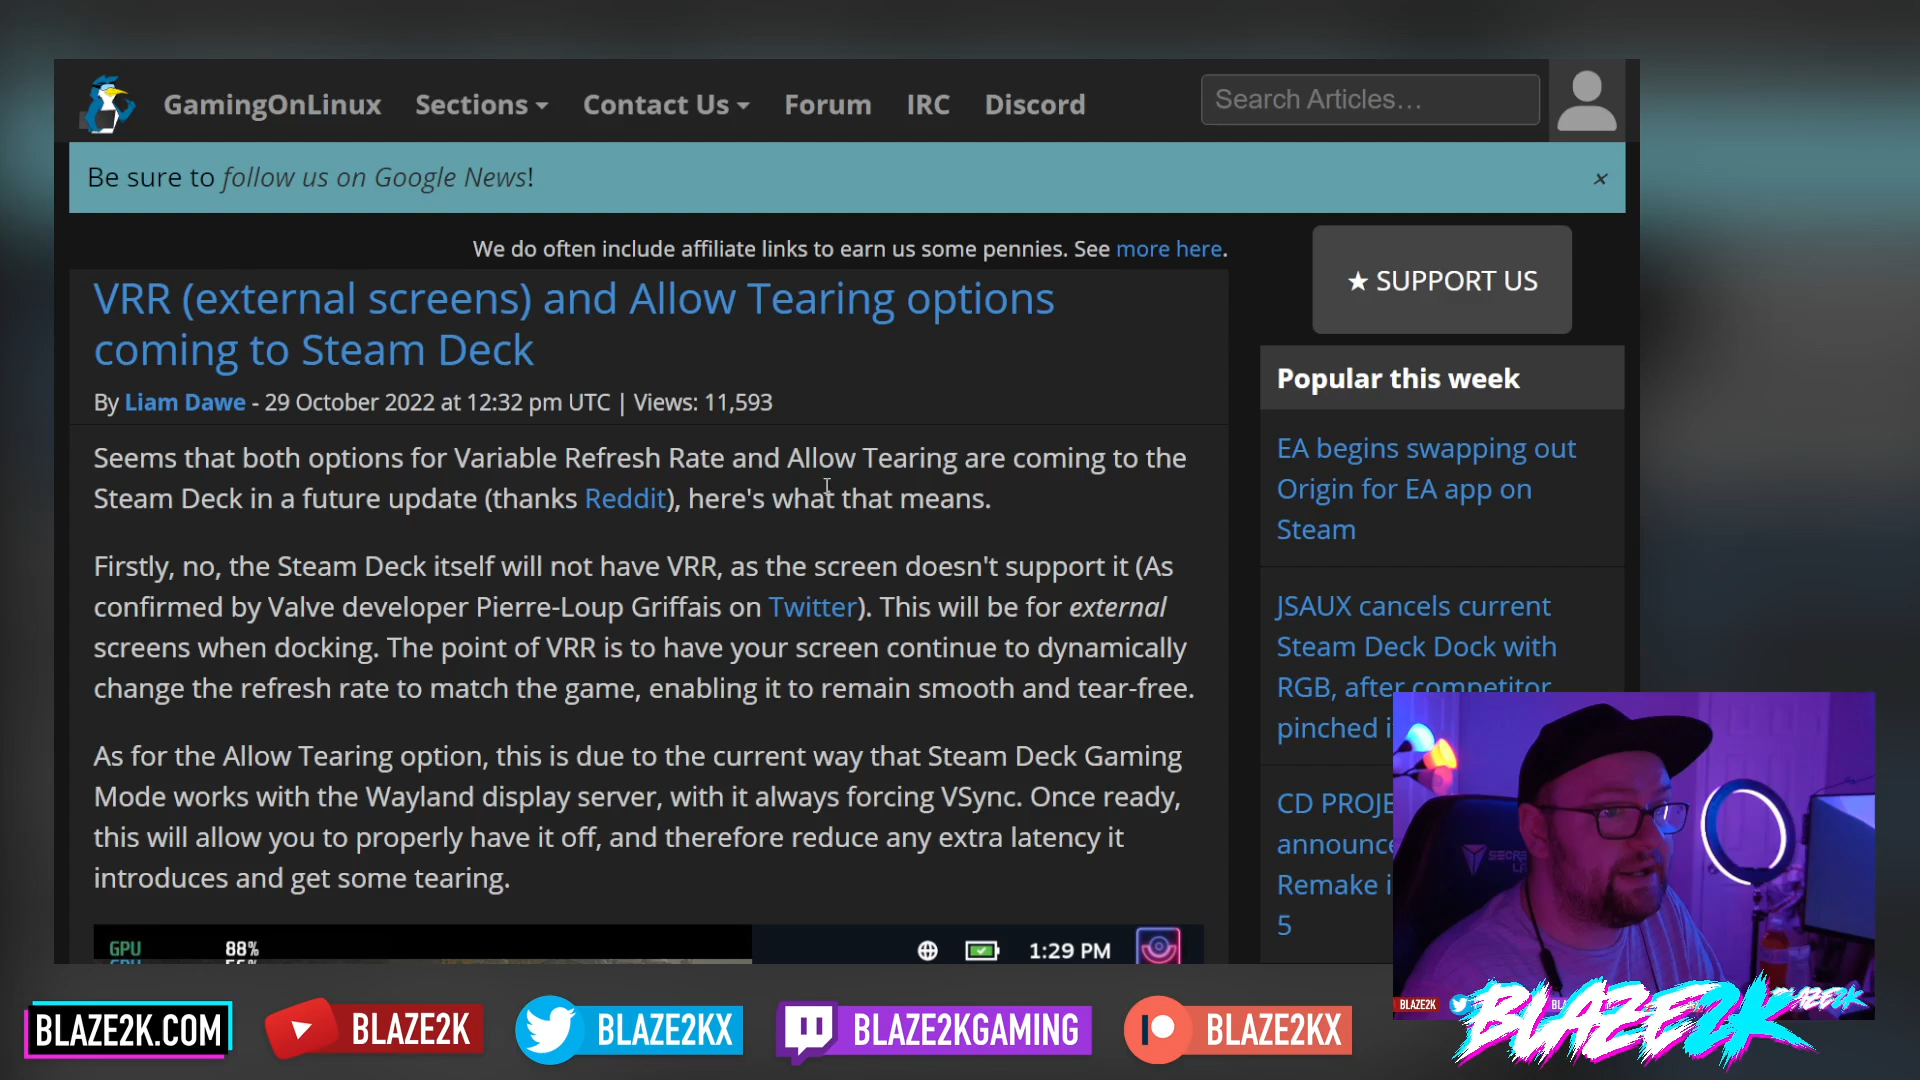 GamingOnLinux Sections Contact Us Forum IRC Discord Search Articles...
Be sure to follow us on Google News! ×
We do often include affiliate links to earn us some pennies. See more here.
VRR (external screens) and Allow Tearing options
coming to Steam Deck
By Liam Dawe - 29 October 2022 at 12:32 pm UTC | Views: 11,593
Seems that both options for Variable Refresh Rate and Allow Tearing are coming to the
Steam Deck in a future update (thanks Reddit), here's what that means.
Firstly, no, the Steam Deck itself will not have VRR, as the screen doesn't support it (As
confirmed by Valve developer Pierre-Loup Griffais on Twitter). This will be for external
screens when docking. The point of VRR is to have your screen continue to dynamically
change the refresh rate to match the game, enabling it to remain smooth and tear-free.
As for the Allow Tearing option, this is due to the current way that Steam Deck Gaming
Mode works with the Wayland display server, with it always forcing VSync. Once ready,
this will allow you to properly have it off, and therefore reduce any extra latency it
introduces and get some tearing.
GPU 88%
1:29 PM
★ SUPPORT US
Popular this week
EA begins swapping out
Origin for EA app on
Steam
JSAUX cancels current
Steam Deck Dock with
RGB, after competitor
pinched
CD
Remake
5
BLAZE2K
BLAZE2K.COM BLAZE2K BLAZE2KX BLAZE2KGAMING BLAZE2KX BLAZE2K